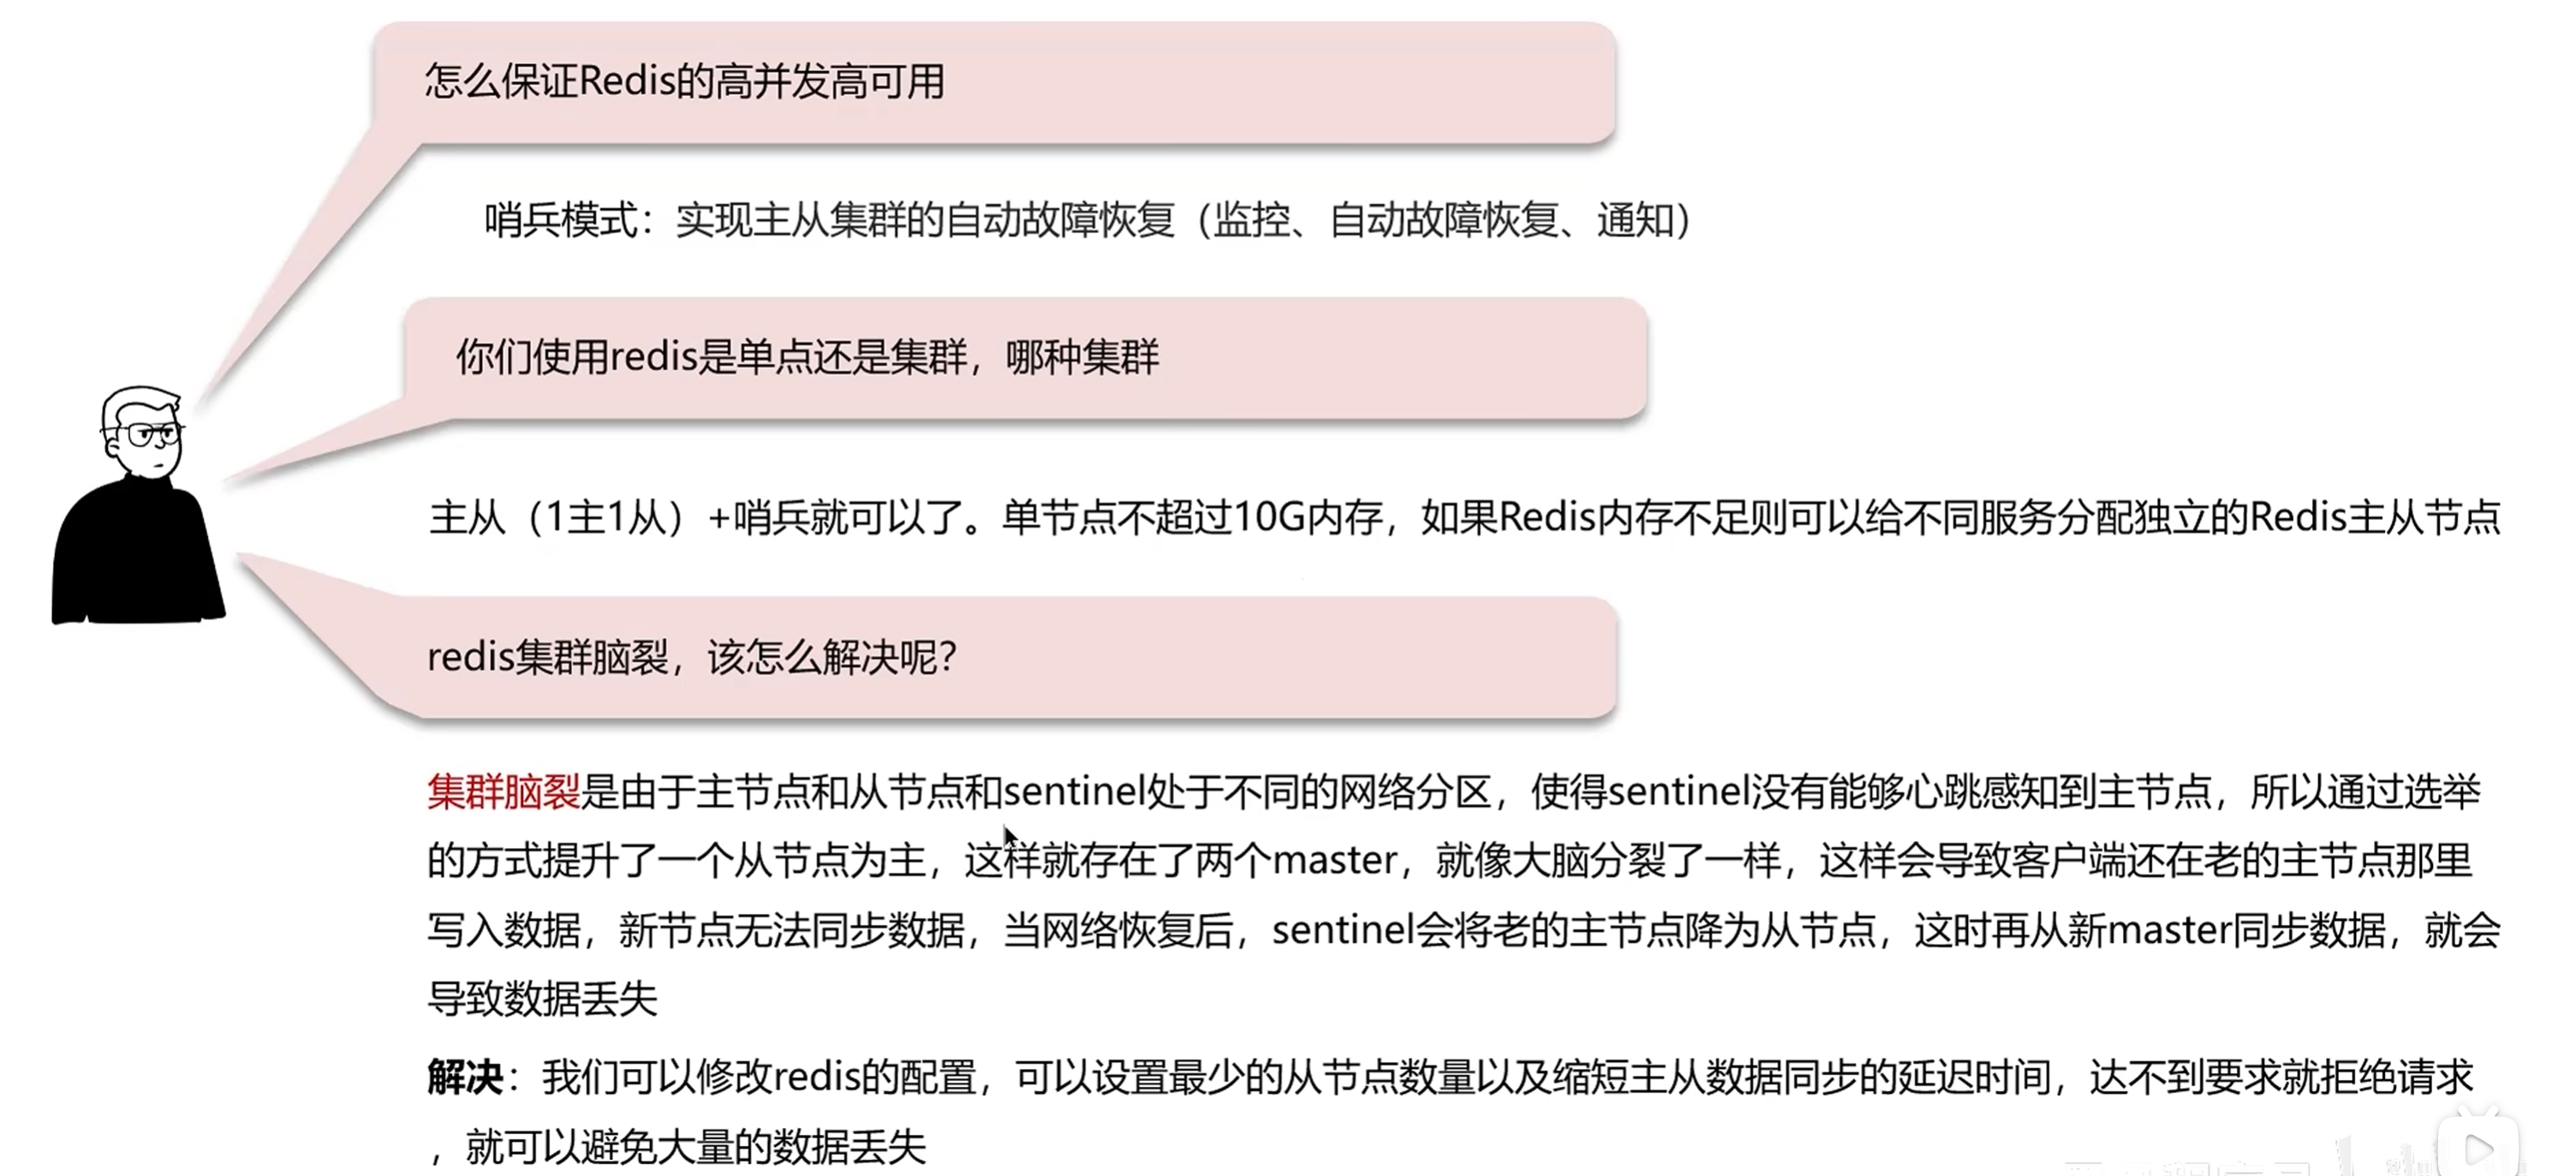 怎么保证Redis的高并发高可用
哨兵模式：实现主从集群的自动故障恢复（监控、自动故障恢复、通知）
你们使用redis是单点还是集群，哪种集群
主从（1主1从）+哨兵就可以了。单节点不超过10G内存，如果Redis内存不足则可以给不同服务分配独立的Redis主从节点
redis集群脑裂，该怎么解决呢？
集群脑裂是由于主节点和从节点和sentinel处于不同的网络分区，使得sentinel没有能够心跳感知到主节点，所以通过选举
的方式提升了一个从节点为主，这样就存在了两个master，就像大脑分裂了一样，这样会导致客户端还在老的主节点那里
写入数据，新节点无法同步数据，当网络恢复后，sentinel会将老的主节点降为从节点，这时再从新master同步数据，就会
导致数据丢失
解决：我们可以修改redis的配置，可以设置最少的从节点数量以及缩短主从数据同步的延迟时间，达不到要求就拒绝请求
，就可以避免大量的数据丢失